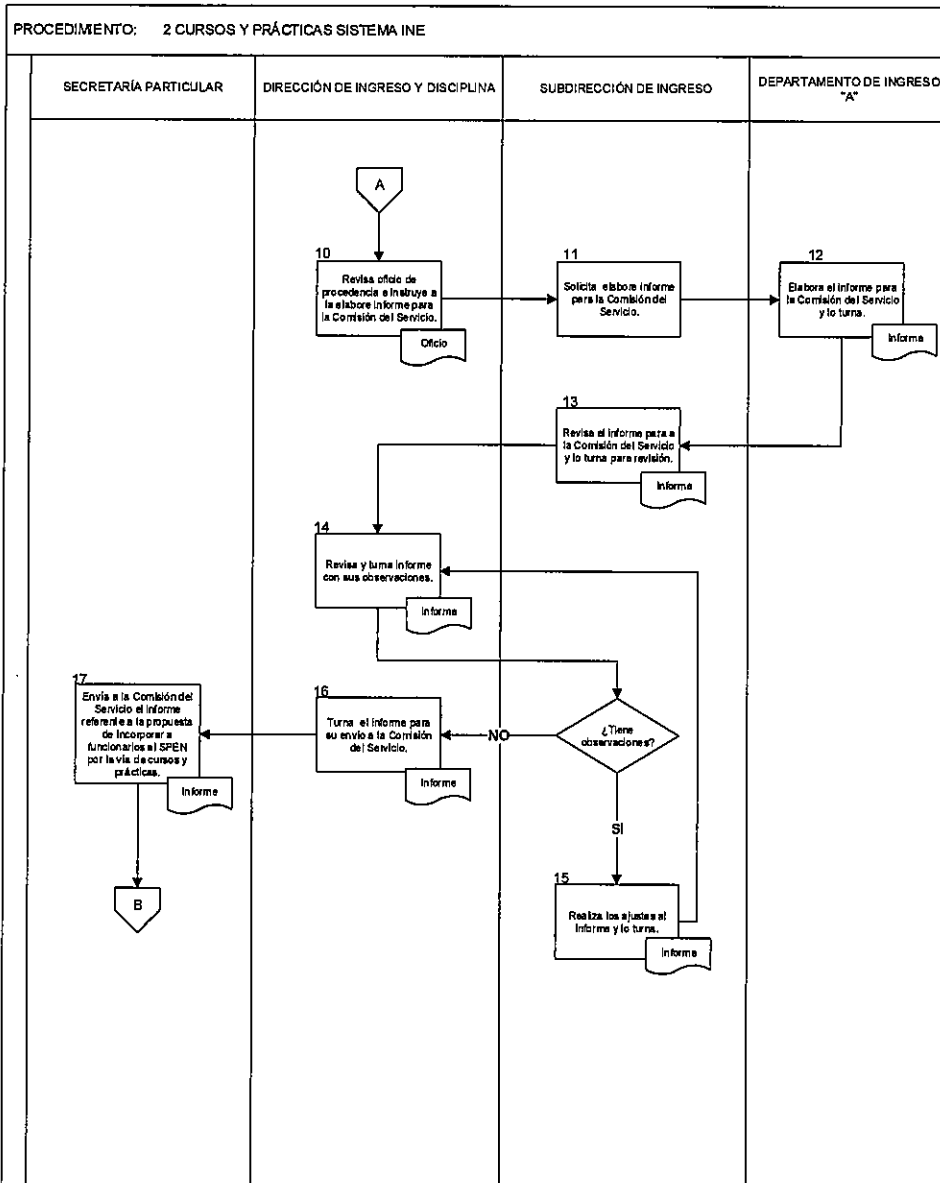 PROCEDIMIENTO: 2 CURSOS Y PRÁCTICAS SISTEMA INE
SECRETARÍA PARTICULAR
DIRECCIÓN DE INGRESO Y DISCIPLINA
SUBDIRECCIÓN DE INGRESO
DEPARTAMENTO DE INGRESO
"A"
A
10
Revisa oficio de
procedencia e instruye a
la elabore informe para
la Comisión del Servicio.
Oficio
11
Solicita elabore informe
para la Comisión del
Servicio.
12
Elabora el informe para
la Comisión del Servicio
y lo turna.
Informe
13
Revisa el informe para a
la Comisión del Servicio
y lo turna para revisión.
Informe
14
Revisa y turna informe
con sus observaciones.
Informe
17
Envía a la Comisión del
Servicio el informe
referente a la propuesta
de incorporar a
funcionarios al SPEN
por la vía de cursos y
prácticas.
Informe
16
Turna el informe para
su envío a la Comisión
del Servicio.
Informe
NO
¿Tiene
observaciones?
SÍ
15
Realiza los ajustes al
informe y lo turna.
Informe
B